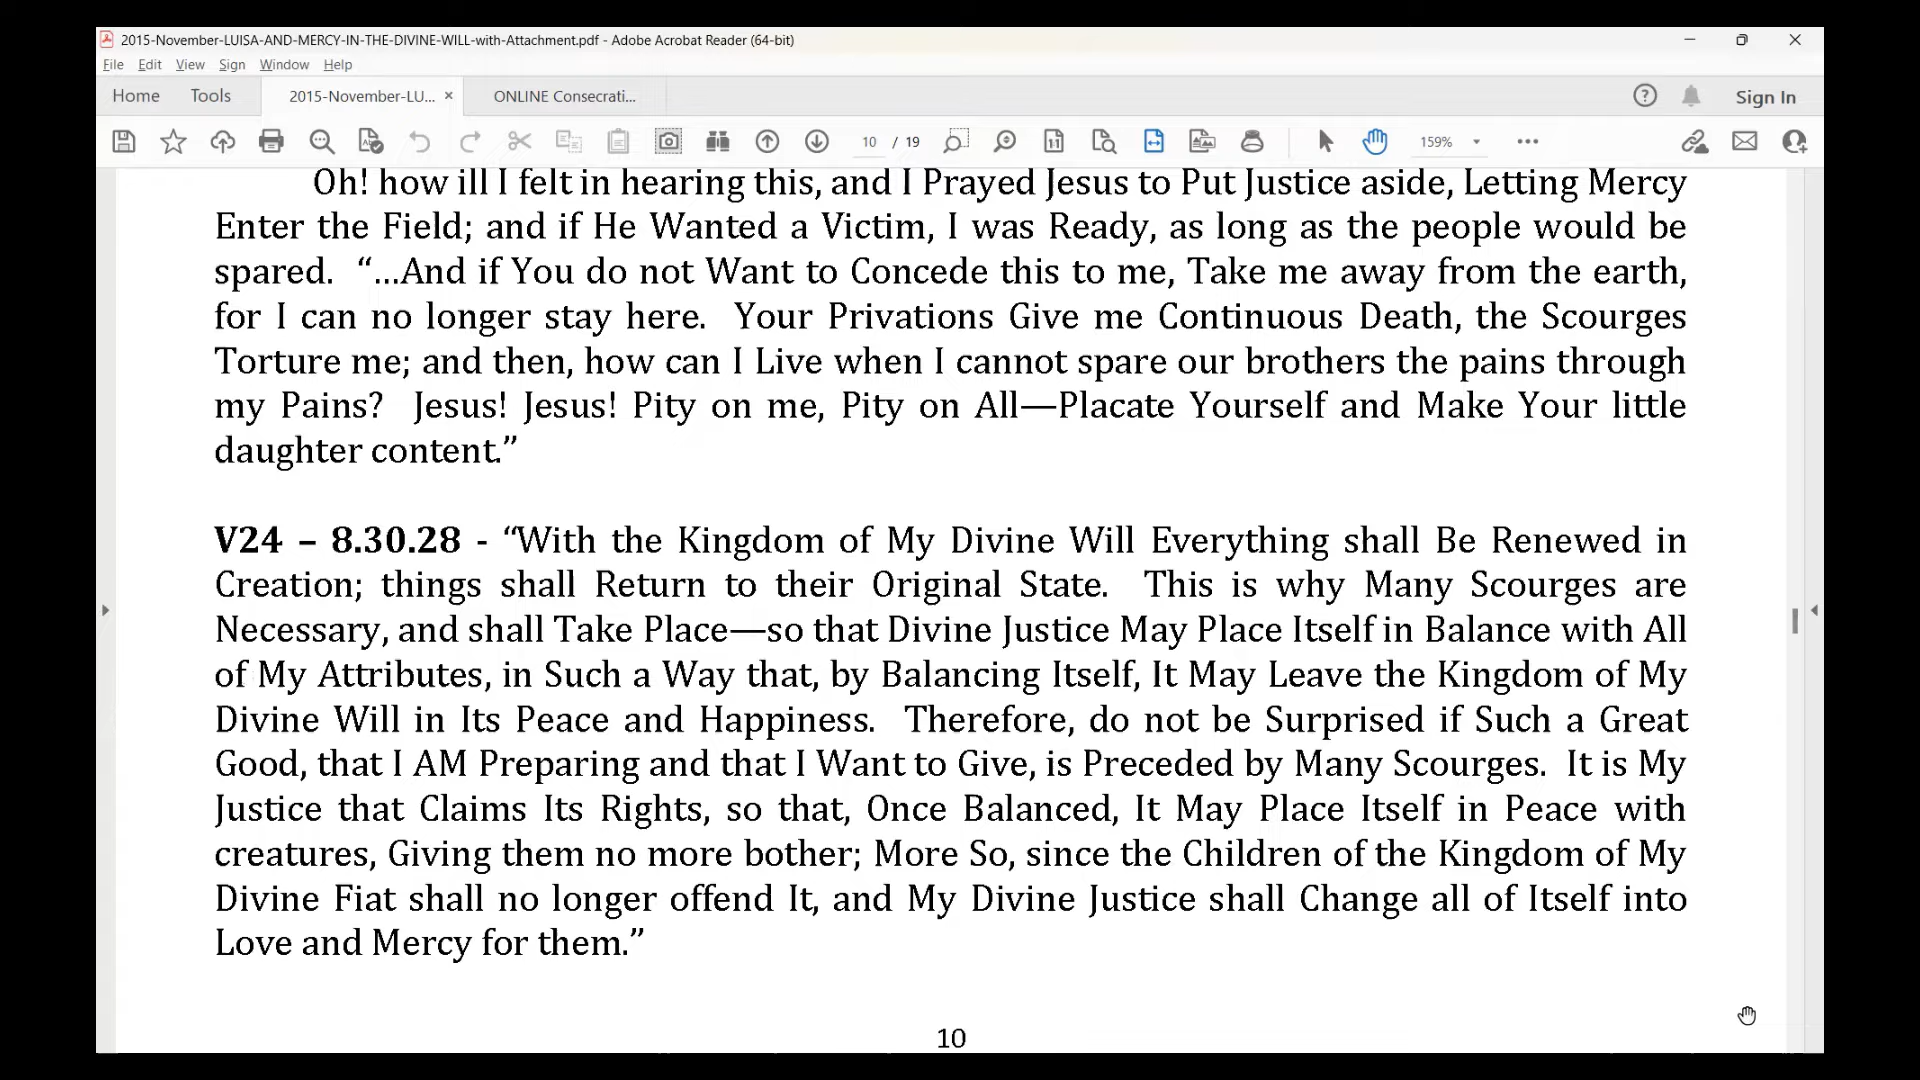 2015-November-LUISA-AND-MERCY-IN-THE-DIVINE-WILL-with-Attachment.pdf - Adobe Acrobat Reader (64-bit)
File Edit View Sign Window Help
Home Tools 2015-November-LU... × ONLINE Consecrati... Sign In
10 / 19 159%
Oh! how ill I felt in hearing this, and I Prayed Jesus to Put Justice aside, Letting Mercy
Enter the Field; and if He Wanted a Victim, I was Ready, as long as the people would be
spared. “...And if You do not Want to Concede this to me, Take me away from the earth,
for I can no longer stay here. Your Privations Give me Continuous Death, the Scourges
Torture me; and then, how can I Live when I cannot spare our brothers the pains through
my Pains? Jesus! Jesus! Pity on me, Pity on All—Placate Yourself and Make Your little
daughter content.”
V24 – 8.30.28 - “With the Kingdom of My Divine Will Everything shall Be Renewed in
Creation; things shall Return to their Original State. This is why Many Scourges are
Necessary, and shall Take Place—so that Divine Justice May Place Itself in Balance with All
of My Attributes, in Such a Way that, by Balancing Itself, It May Leave the Kingdom of My
Divine Will in Its Peace and Happiness. Therefore, do not be Surprised if Such a Great
Good, that I AM Preparing and that I Want to Give, is Preceded by Many Scourges. It is My
Justice that Claims Its Rights, so that, Once Balanced, It May Place Itself in Peace with
creatures, Giving them no more bother; More So, since the Children of the Kingdom of My
Divine Fiat shall no longer offend It, and My Divine Justice shall Change all of Itself into
Love and Mercy for them.”
10